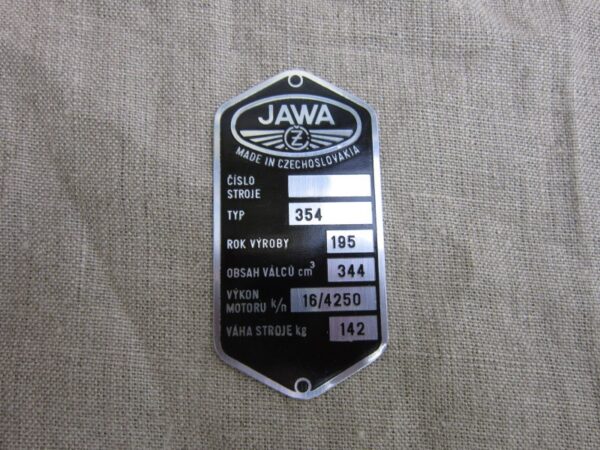 JAWA
ČZ
MADE IN CZECHOSLOVAKIA
ČÍSLO
STROJE
TYP 354
ROK VÝROBY 195
OBSAH VÁLCŮ cm³ 344
VÝKON
MOTORU k/n 16/4250
VÁHA STROJE kg 142